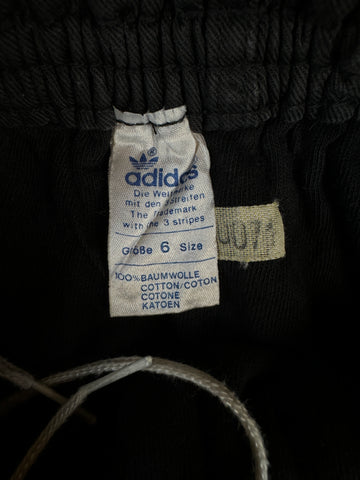 adidas
®
Die Weltmarke
mit den 3 Streifen
The Trademark
with the 3 stripes
Größe 6 Size
100% BAUMWOLLE
COTTON/COTON
COTONE
KATOEN